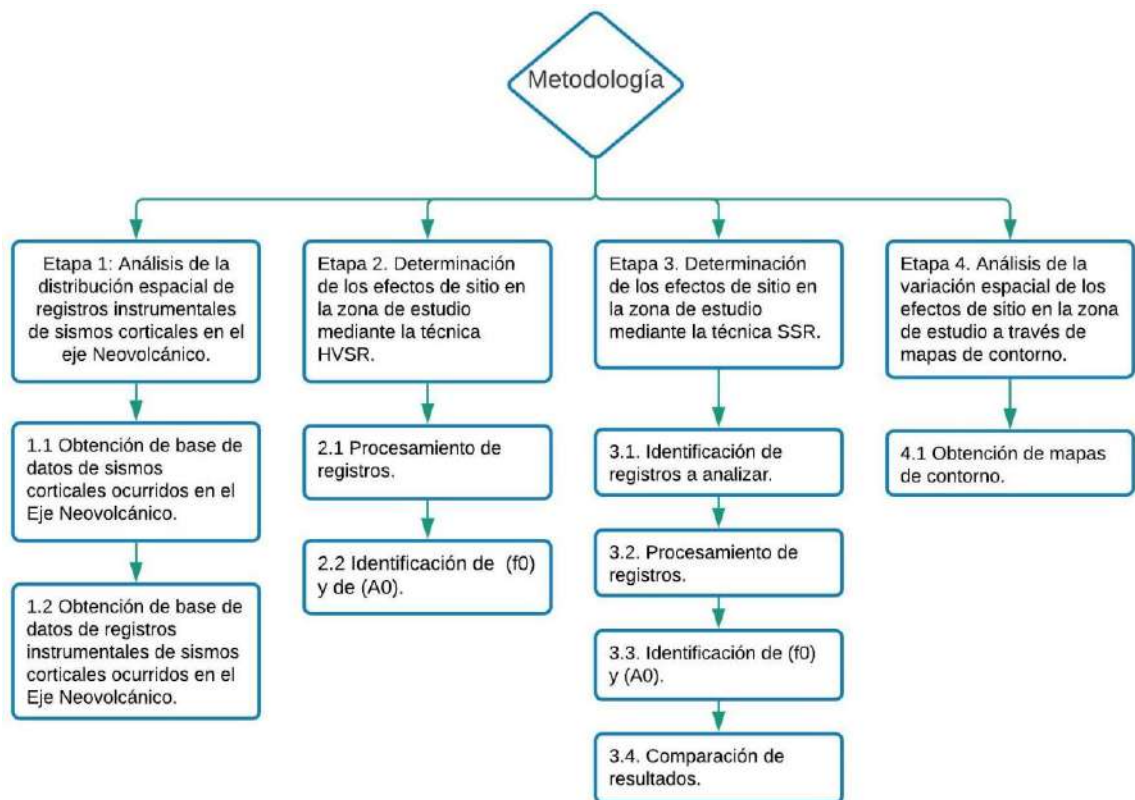 Metodología
Etapa 1: Análisis de la
distribución espacial de
registros instrumentales
de sismos corticales en el
eje Neovolcánico.
1.1 Obtención de base de
datos de sismos
corticales ocurridos en el
Eje Neovolcánico.
1.2 Obtención de base de
datos de registros
instrumentales de sismos
corticales ocurridos en el
Eje Neovolcánico.
Etapa 2. Determinación
de los efectos de sitio en
la zona de estudio
mediante la técnica
HVSR.
2.1 Procesamiento de
registros.
2.2 Identificación de (f0)
y de (A0).
Etapa 3. Determinación
de los efectos de sitio en
la zona de estudio
mediante la técnica SSR.
3.1. Identificación de
registros a analizar.
3.2. Procesamiento de
registros.
3.3. Identificación de (f0)
y (A0).
3.4. Comparación de
resultados.
Etapa 4. Análisis de la
variación espacial de los
efectos de sitio en la zona
de estudio a través de
mapas de contorno.
4.1 Obtención de mapas
de contorno.